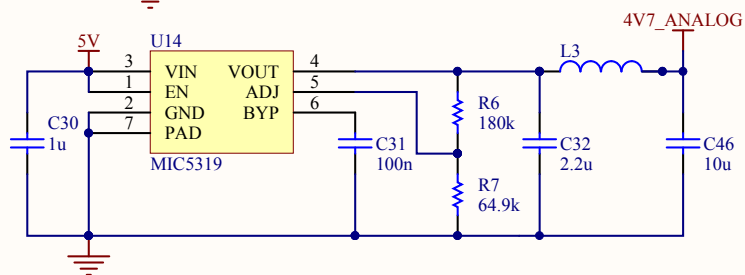 4V7_ANALOG
5V
U14
L3
3 VIN VOUT 4
1 EN ADJ 5
2 GND BYP 6
7 PAD
MIC5319
C30
1u
C31
100n
R6
180k
R7
64.9k
C32
2.2u
C46
10u